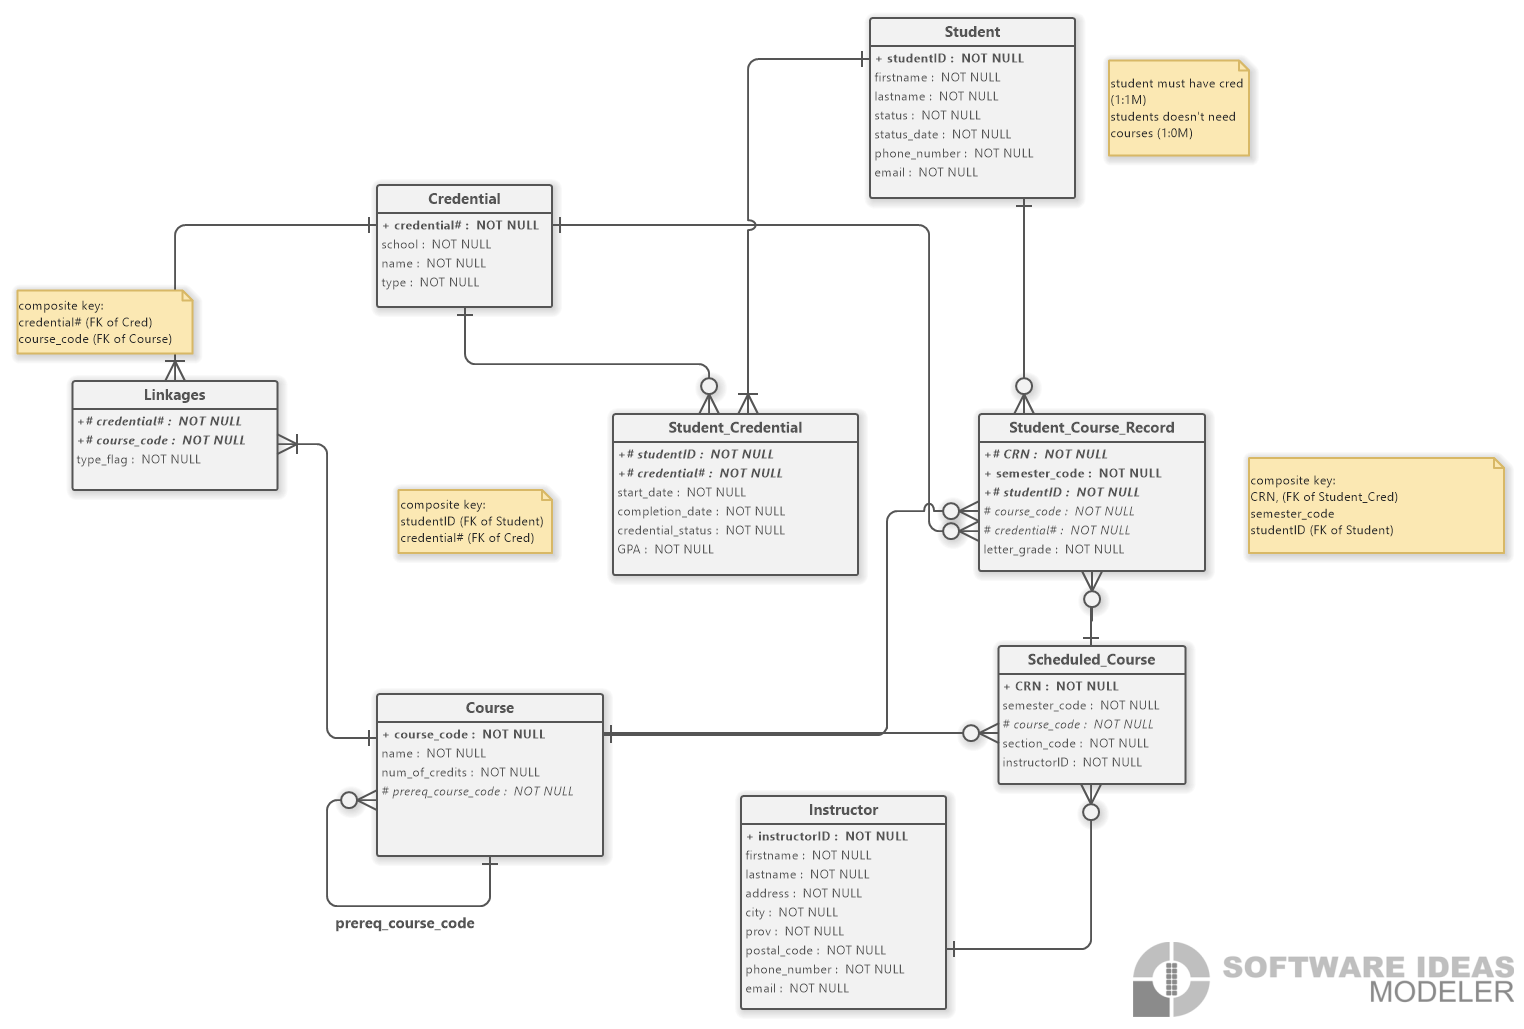 Student
+ studentID : NOT NULL
firstname : NOT NULL
lastname : NOT NULL
status : NOT NULL
status_date : NOT NULL
phone_number : NOT NULL
email : NOT NULL
student must have cred
(1:1M)
students doesn't need
courses (1:0M)
Credential
+ credential# : NOT NULL
school : NOT NULL
name : NOT NULL
type : NOT NULL
composite key:
credential# (FK of Cred)
course_code (FK of Course)
Linkages
+# credential# : NOT NULL
+# course_code : NOT NULL
type_flag : NOT NULL
Student_Credential
+# studentID : NOT NULL
+# credential# : NOT NULL
start_date : NOT NULL
completion_date : NOT NULL
credential_status : NOT NULL
GPA : NOT NULL
Student_Course_Record
+# CRN : NOT NULL
+ semester_code : NOT NULL
+# studentID : NOT NULL
# course_code : NOT NULL
# credential# : NOT NULL
letter_grade : NOT NULL
composite key:
studentID (FK of Student)
credential# (FK of Cred)
composite key:
CRN, (FK of Student_Cred)
semester_code
studentID (FK of Student)
Scheduled_Course
+ CRN : NOT NULL
semester_code : NOT NULL
# course_code : NOT NULL
section_code : NOT NULL
instructorID : NOT NULL
Course
+ course_code : NOT NULL
name : NOT NULL
num_of_credits : NOT NULL
# prereq_course_code : NOT NULL
prereq_course_code
Instructor
+ instructorID : NOT NULL
firstname : NOT NULL
lastname : NOT NULL
address : NOT NULL
city : NOT NULL
prov : NOT NULL
postal_code : NOT NULL
phone_number : NOT NULL
email : NOT NULL
SOFTWARE IDEAS
MODELER